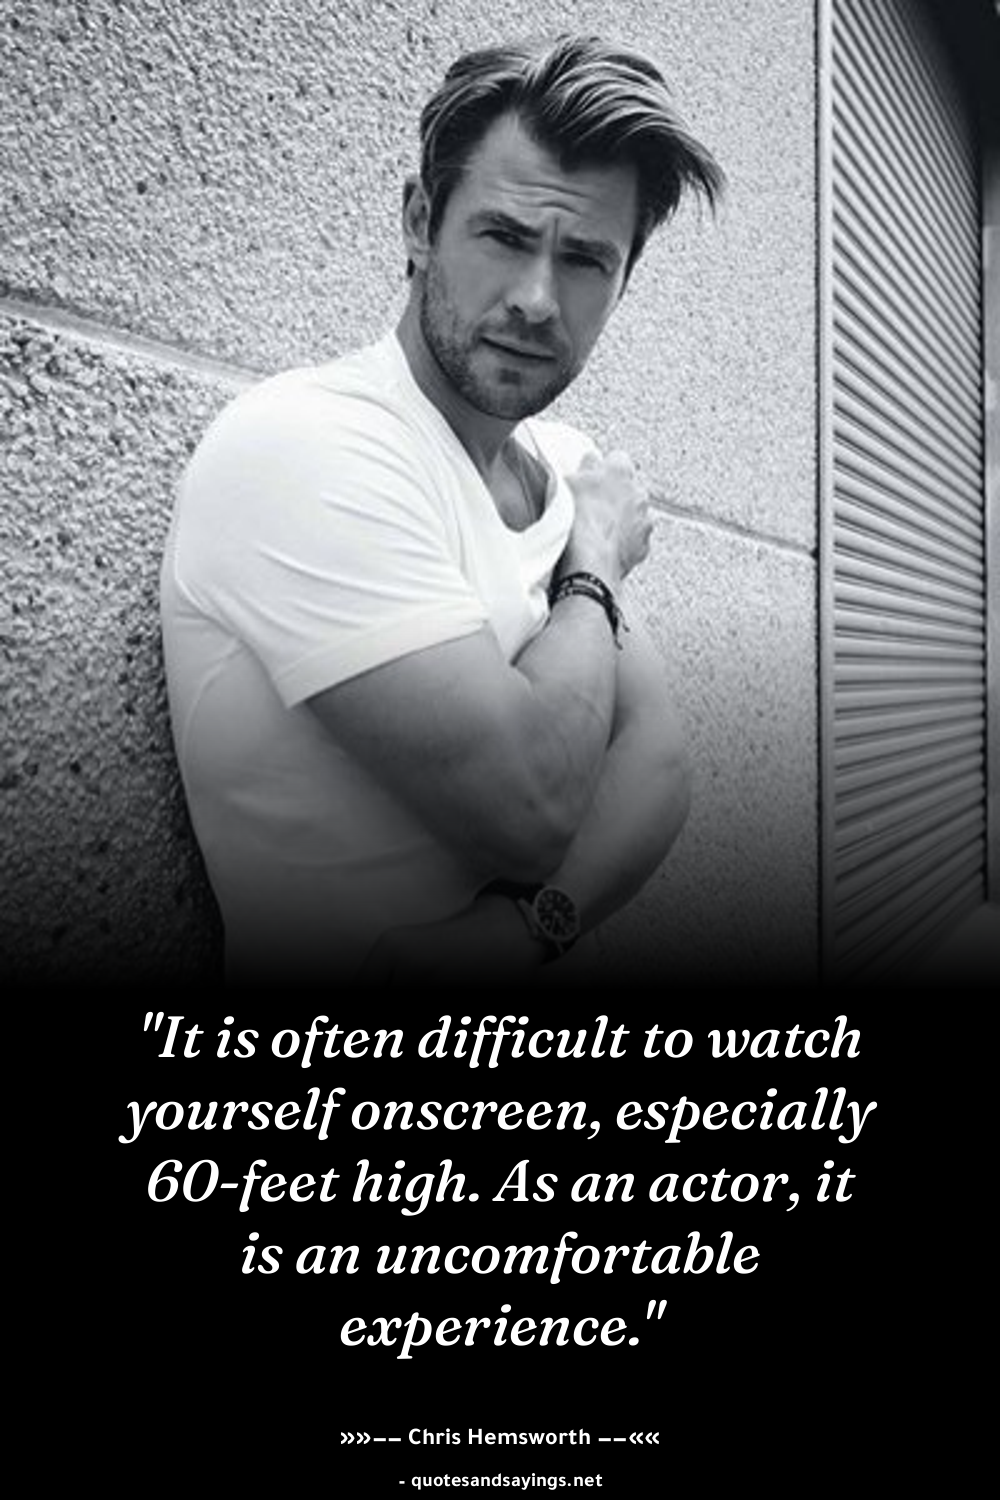 "It is often difficult to watch
yourself onscreen, especially
60-feet high. As an actor, it
is an uncomfortable
experience."
»»−− Chris Hemsworth −−««
- quotesandsayings.net